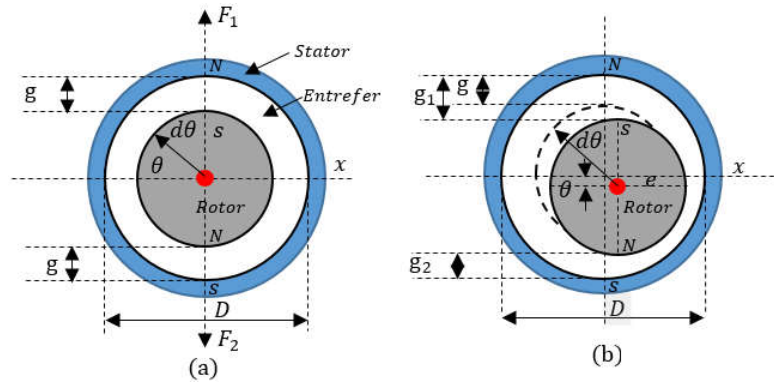 F₁
Stator
N
g
Entrefer
dθ
s
θ
x
Rotor
N
g
s
D
F₂
(a)
N
g₁
g
s
dθ
x
θ
e
Rotor
N
g₂
s
D
(b)